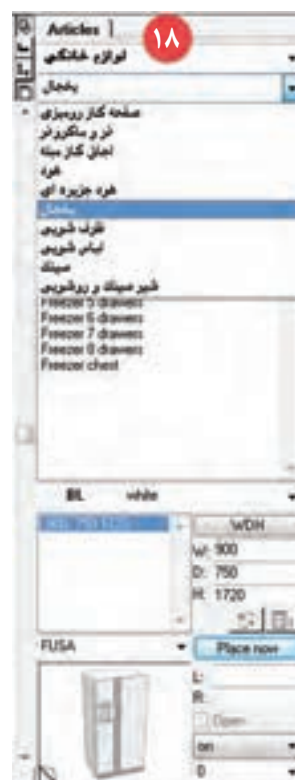 Articles
۱۸
لوازم خانگی
یخچال
صفحه گاز رومیزی
فر و ماکروفر
اجاق گاز مبله
هود
هود جزیره ای
یخچال
ظرف شویی
لباس شویی
سینک
شیر سینک و روشویی
Freezer 5 drawers
Freezer 6 drawers
Freezer 7 drawers
Freezer 8 drawers
Freezer chest
BL white
WDH
W: 900
D: 750
H: 1720
FUSA
Place now
L:
R:
Open
on
0